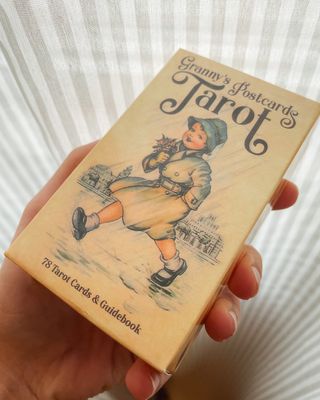 Granny's Postcards
Tarot
78 Tarot Cards & Guidebook